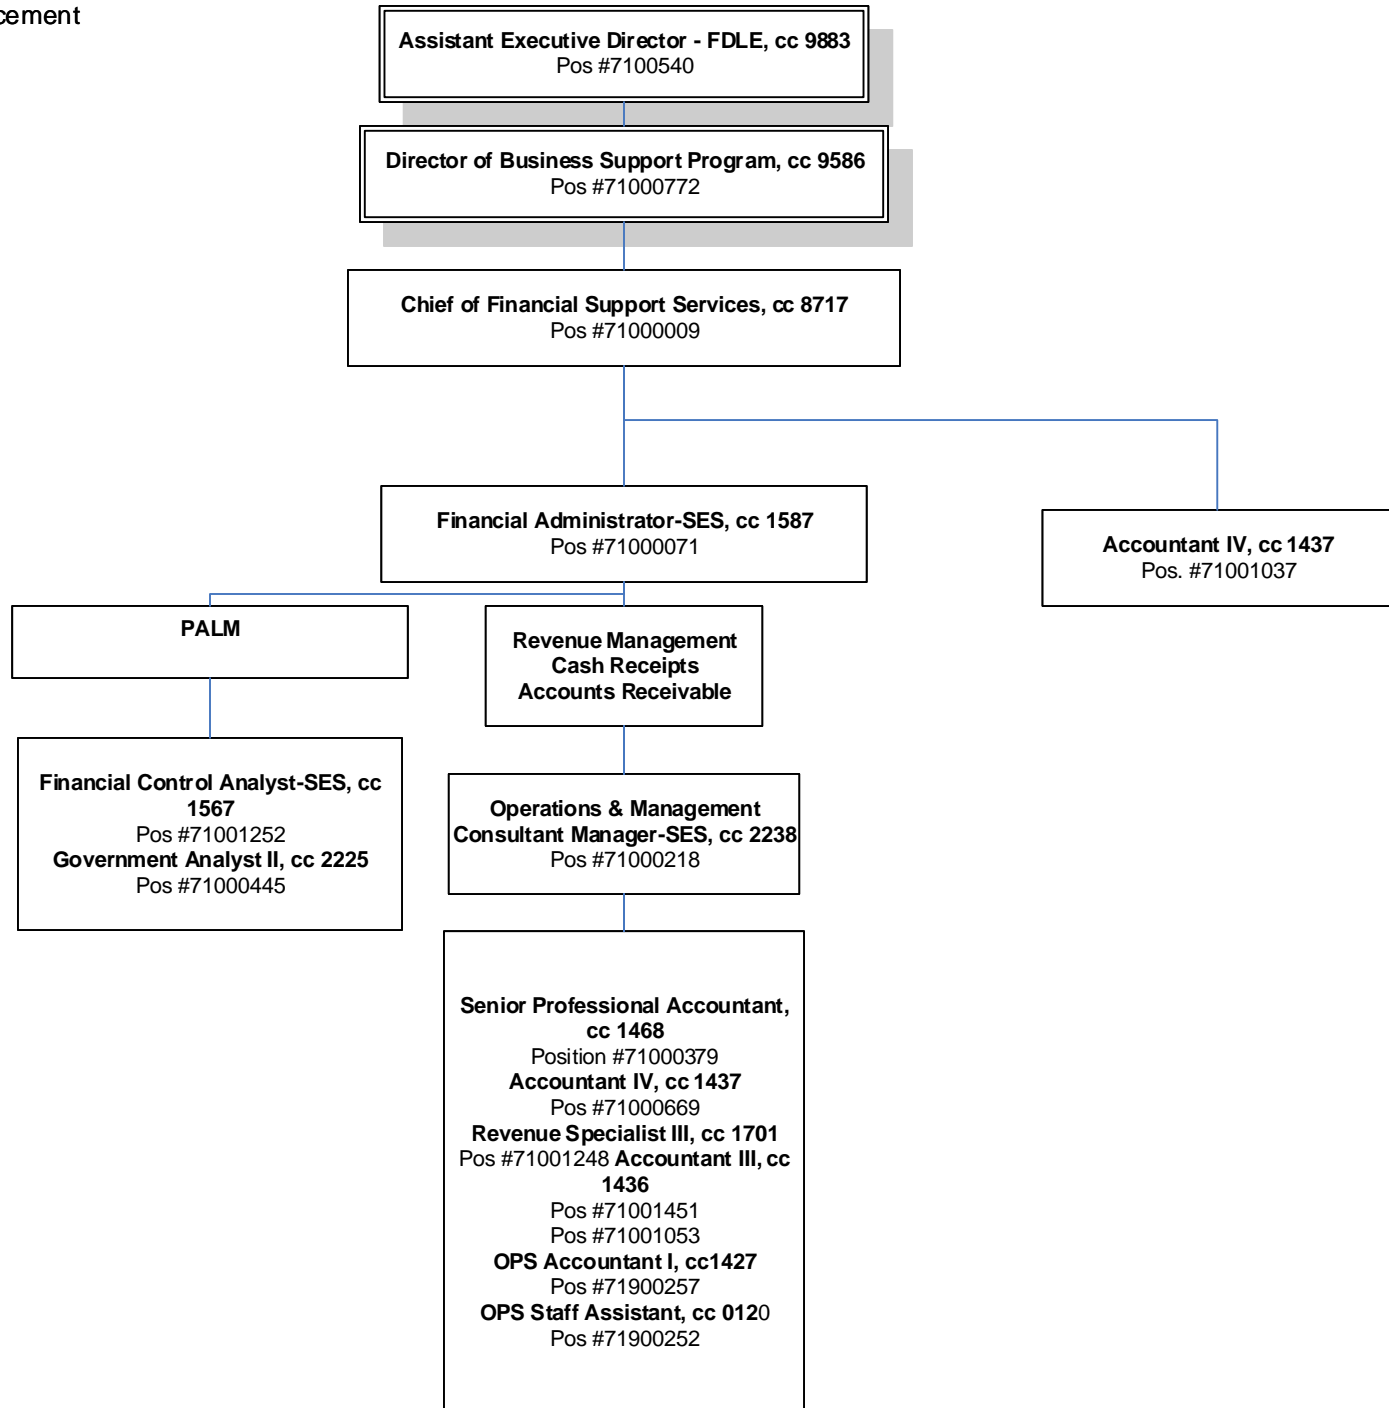 cement
Assistant Executive Director - FDLE, cc 9883
Pos #7100540
Director of Business Support Program, cc 9586
Pos #71000772
Chief of Financial Support Services, cc 8717
Pos #71000009
Financial Administrator-SES, cc 1587
Pos #71000071
Accountant IV, cc 1437
Pos. #71001037
PALM
Revenue Management
Cash Receipts
Accounts Receivable
Financial Control Analyst-SES, cc
1567
Pos #71001252
Government Analyst II, cc 2225
Pos #71000445
Operations & Management
Consultant Manager-SES, cc 2238
Pos #71000218
Senior Professional Accountant,
cc 1468
Position #71000379
Accountant IV, cc 1437
Pos #71000669
Revenue Specialist III, cc 1701
Pos #71001248 Accountant III, cc
1436
Pos #71001451
Pos #71001053
OPS Accountant I, cc1427
Pos #71900257
OPS Staff Assistant, cc 0120
Pos #71900252